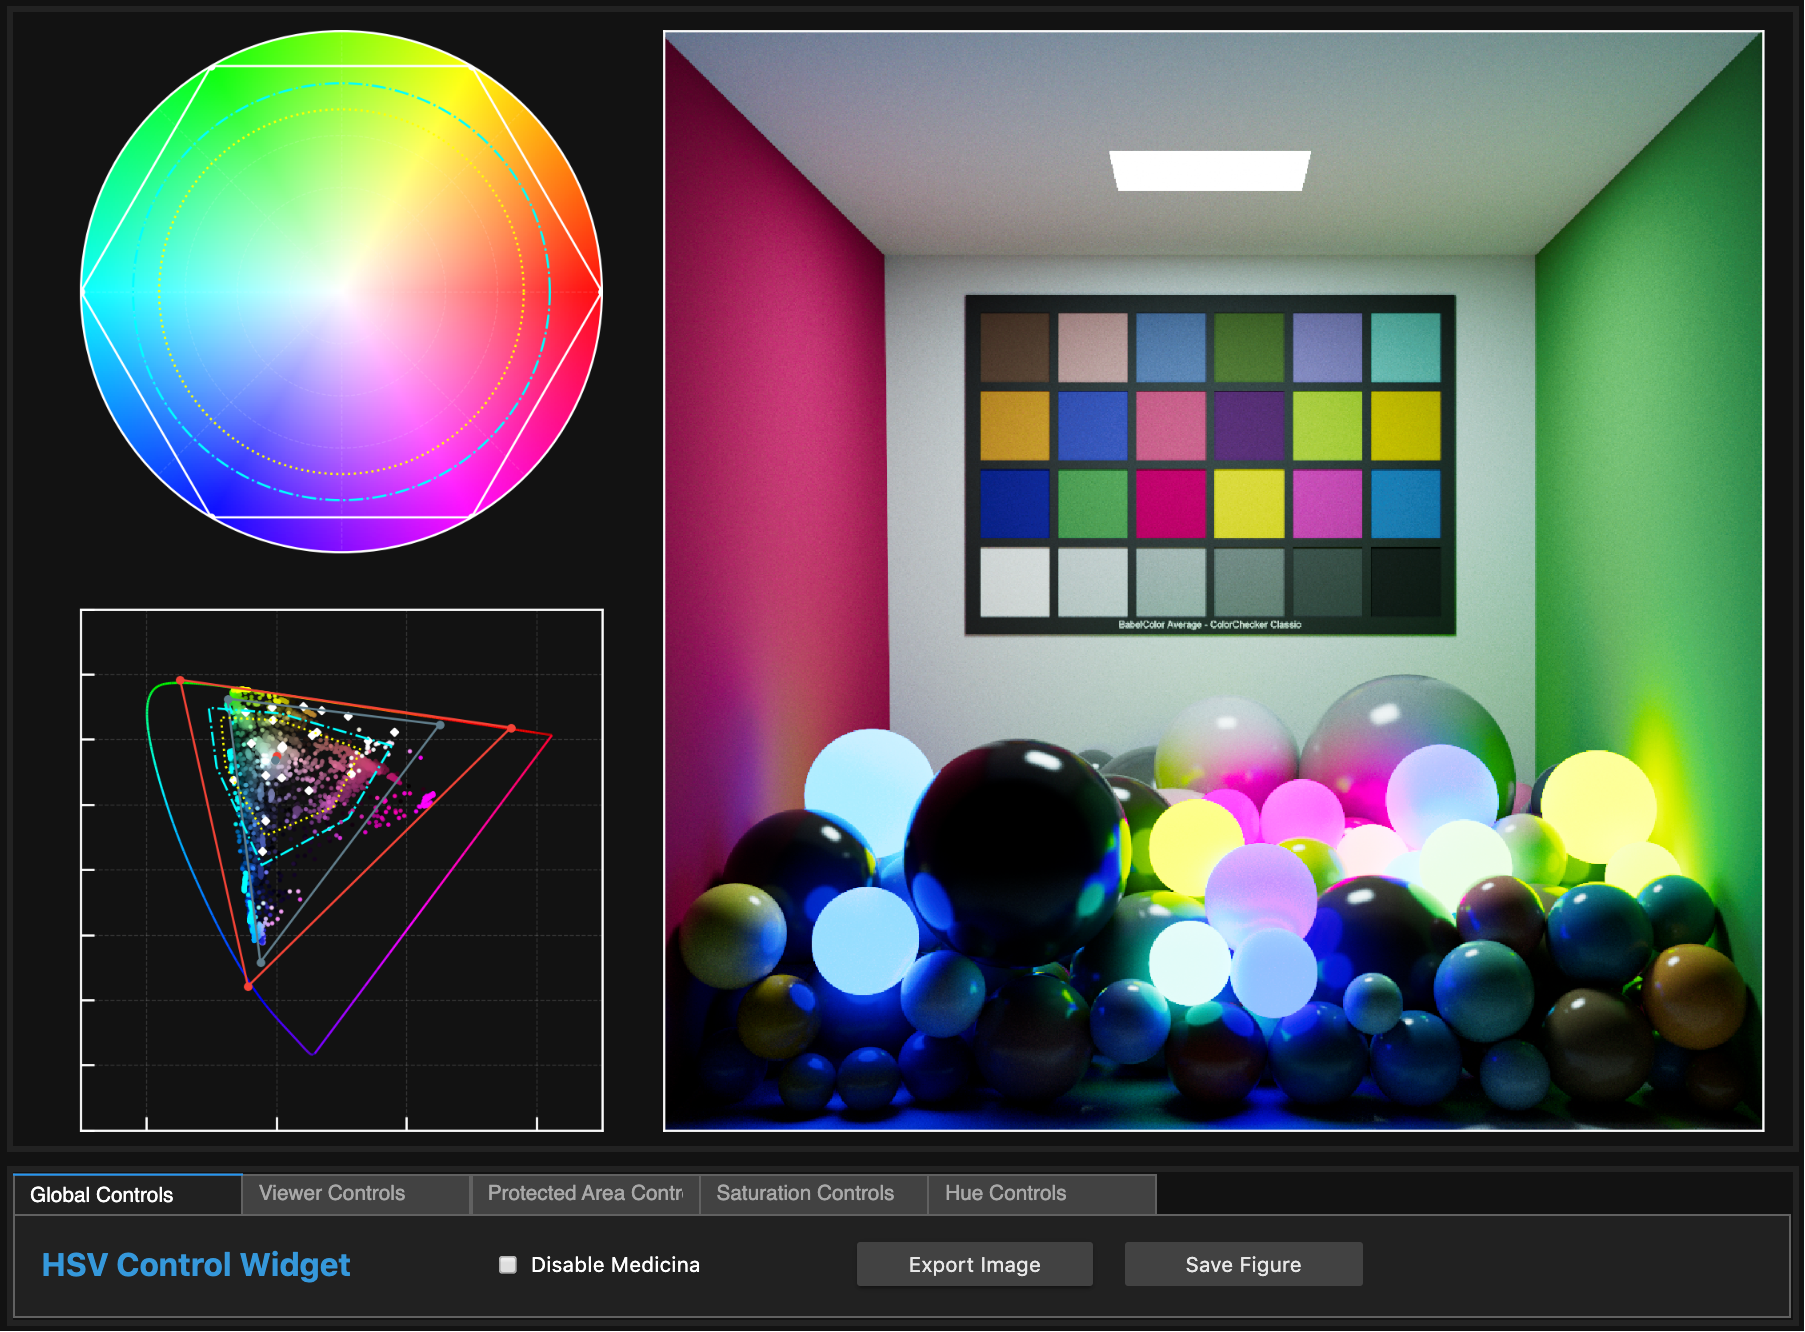 BabelColor Average - ColorChecker Classic
Global Controls
Viewer Controls
Protected Area Contr
Saturation Controls
Hue Controls
HSV Control Widget
Disable Medicina
Export Image
Save Figure